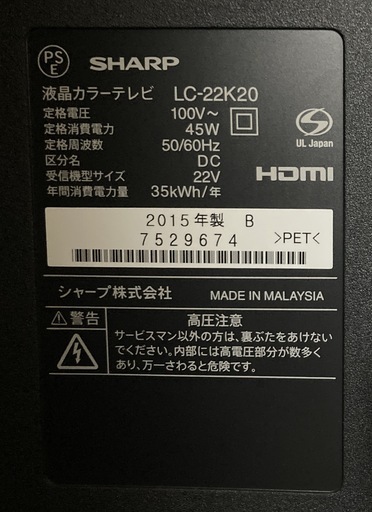 PS
E
SHARP
液晶カラーテレビ LC-22K20
定格電圧 100V~
定格消費電力 45W
定格周波数 50/60Hz
区分名 DC
受信機型サイズ 22V
年間消費電力量 35kWh/年
S
UL Japan
HDMI
2015年製 B
7529674
>PET<
シャープ株式会社 MADE IN MALAYSIA
⚠警告
高圧注意
サービスマン以外の方は、裏ぶたをあけない
でください。内部には高電圧部分が数多く
あり、万一さわると危険です。